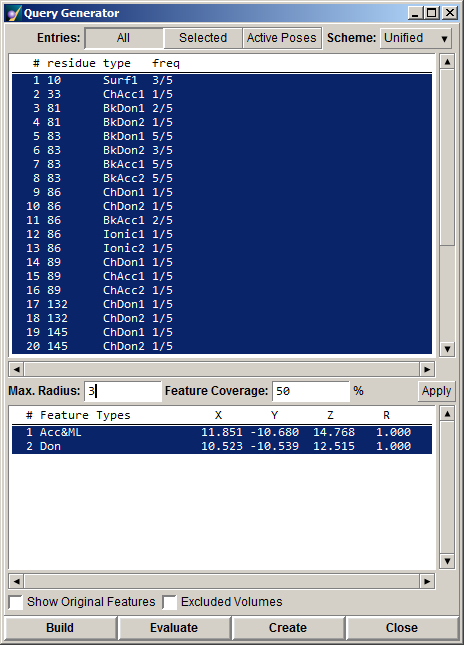 Query Generator
Entries: All Selected Active Poses Scheme: Unified
# residue type freq
1 10 Surf1 3/5
2 33 ChAcc1 1/5
3 81 BkDon1 2/5
4 81 BkDon2 1/5
5 83 BkDon1 5/5
6 83 BkDon2 3/5
7 83 BkAcc1 5/5
8 83 BkAcc2 5/5
9 86 ChDon1 1/5
10 86 ChDon2 1/5
11 86 BkAcc1 2/5
12 86 Ionic1 1/5
13 86 Ionic2 1/5
14 89 ChDon1 1/5
15 89 ChAcc1 1/5
16 89 ChAcc2 1/5
17 132 ChDon1 1/5
18 132 ChDon2 1/5
19 145 ChDon1 1/5
20 145 ChDon2 1/5
Max. Radius: 3 Feature Coverage: 50 % Apply
# Feature Types X Y Z R
1 Acc&ML 11.851 -10.680 14.768 1.000
2 Don 10.523 -10.539 12.515 1.000
Show Original Features Excluded Volumes
Build Evaluate Create Close